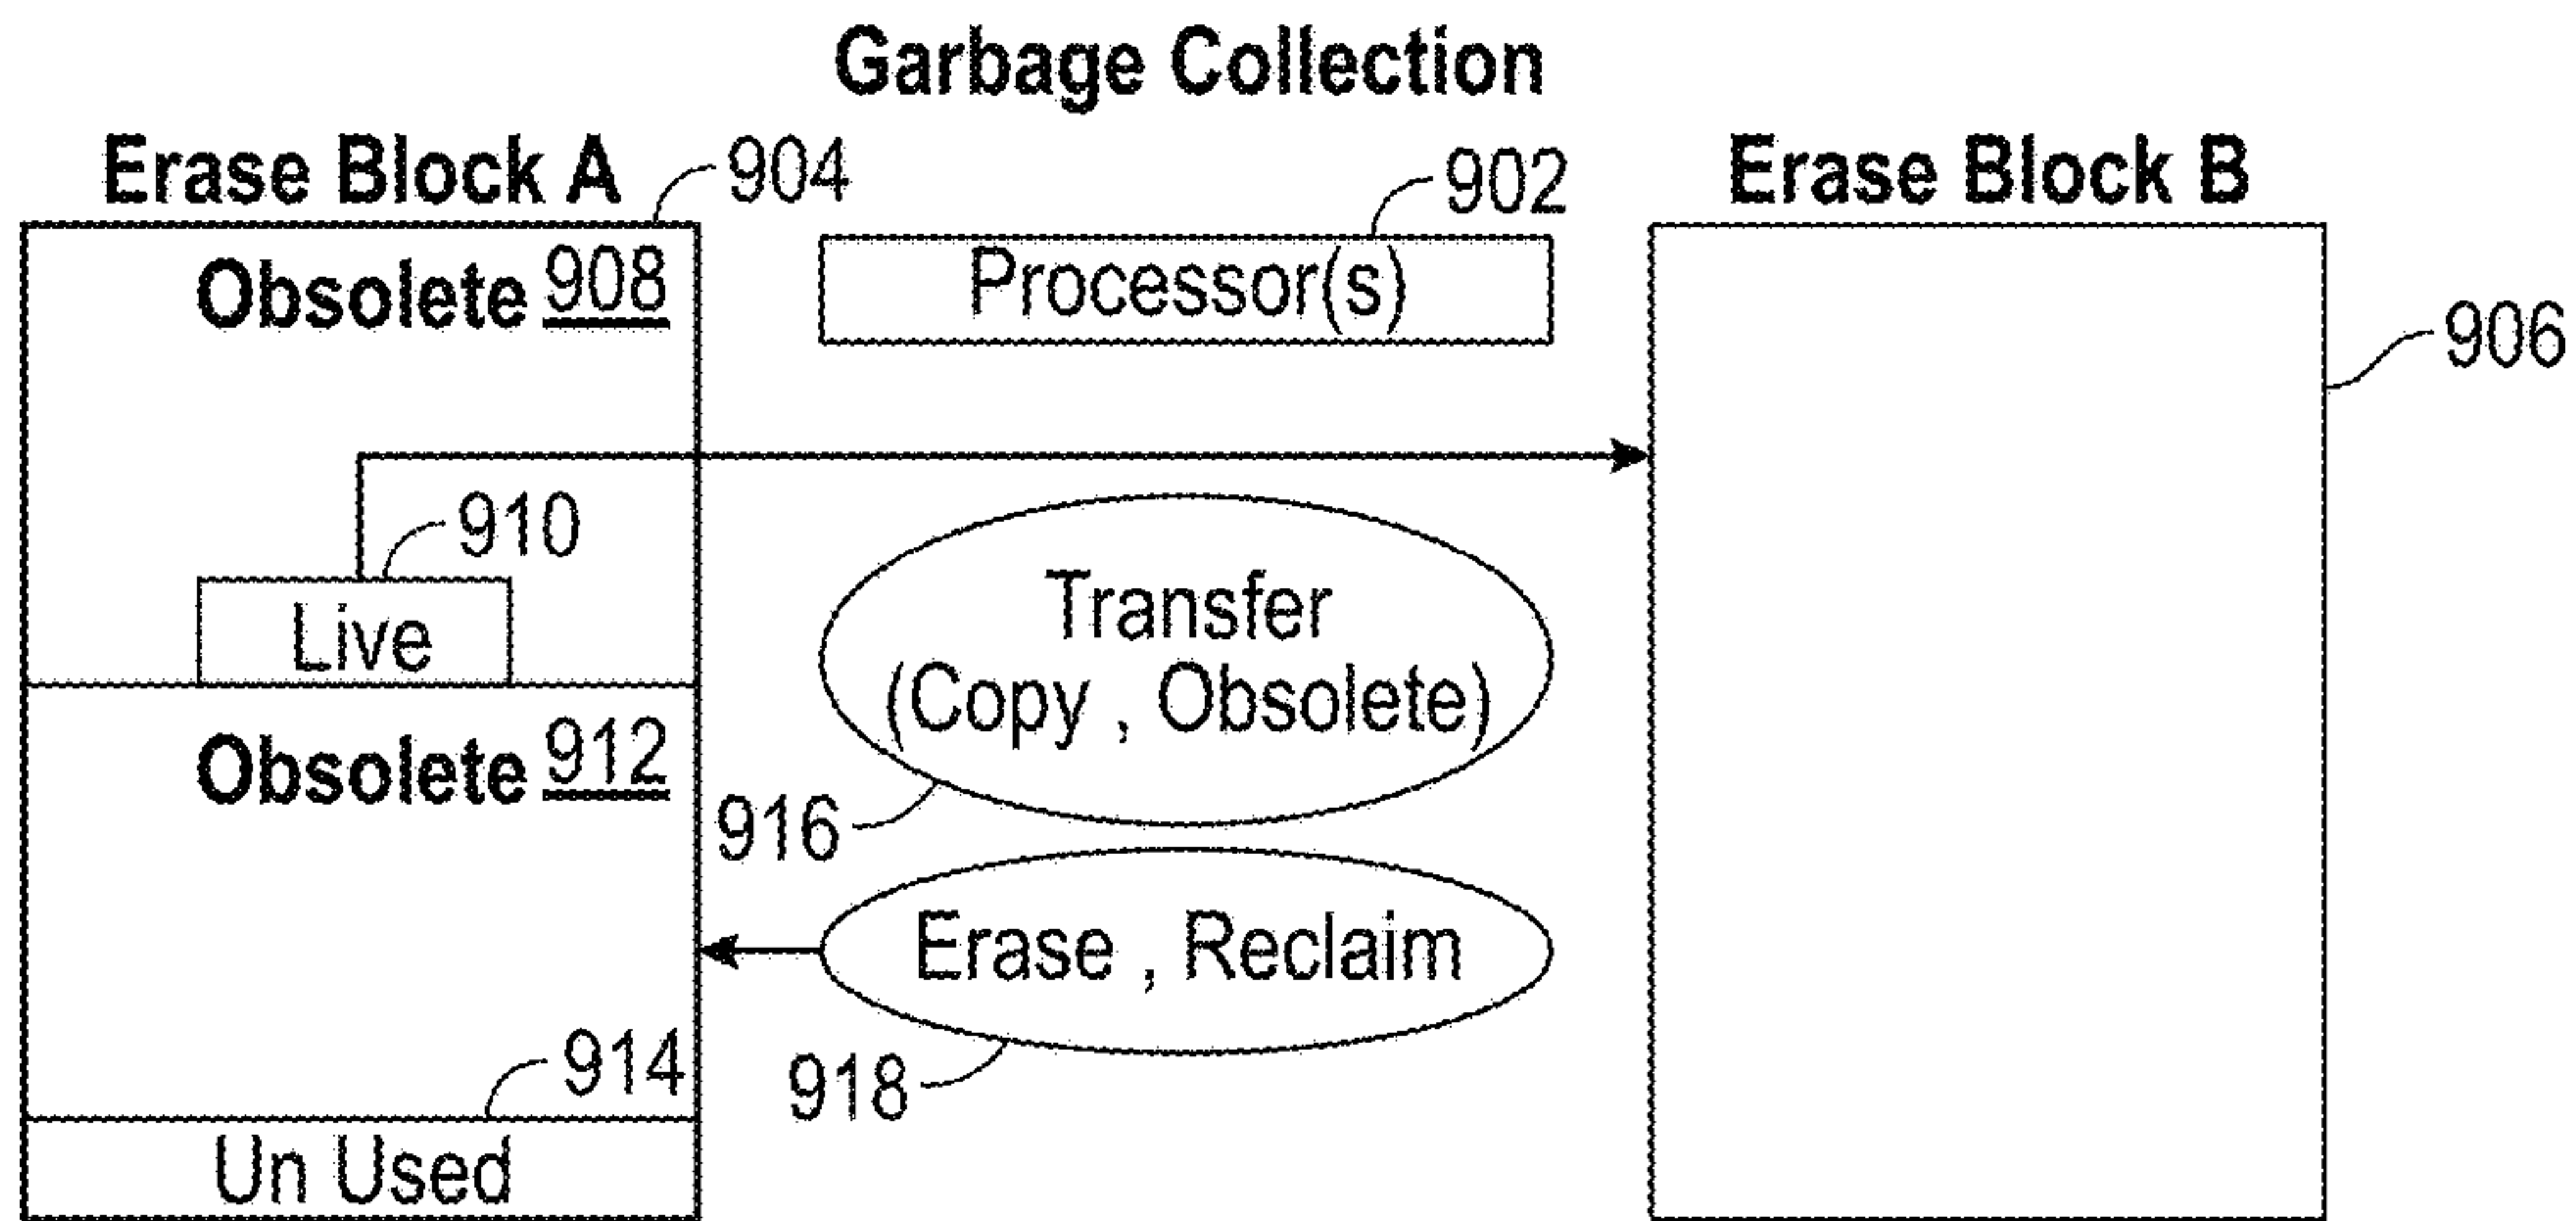 Garbage Collection
Erase Block A
904
902
Erase Block B
Obsolete 908
Processor(s)
906
910
Live
Transfer
(Copy , Obsolete)
Obsolete 912
916
Erase , Reclaim
918
914
Un Used